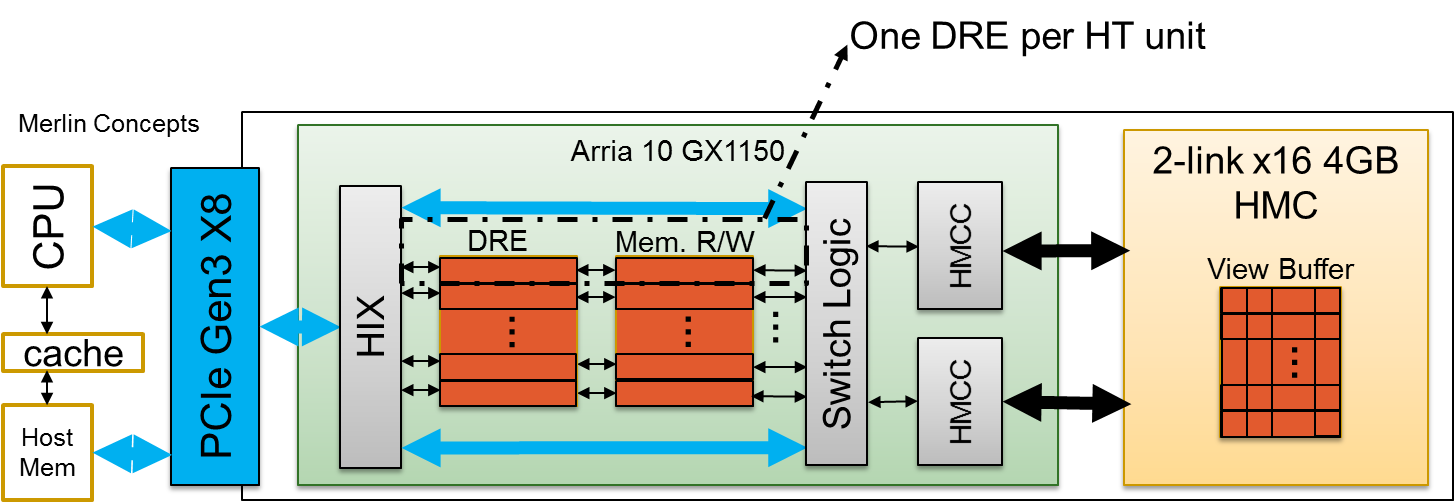 One DRE per HT unit
Merlin Concepts
Arria 10 GX1150
2-link x16 4GB
HMC
CPU
PCIe Gen3 X8
HIX
DRE
Mem. R/W
Switch Logic
HMCC
View Buffer
cache
Host
Mem
HMCC